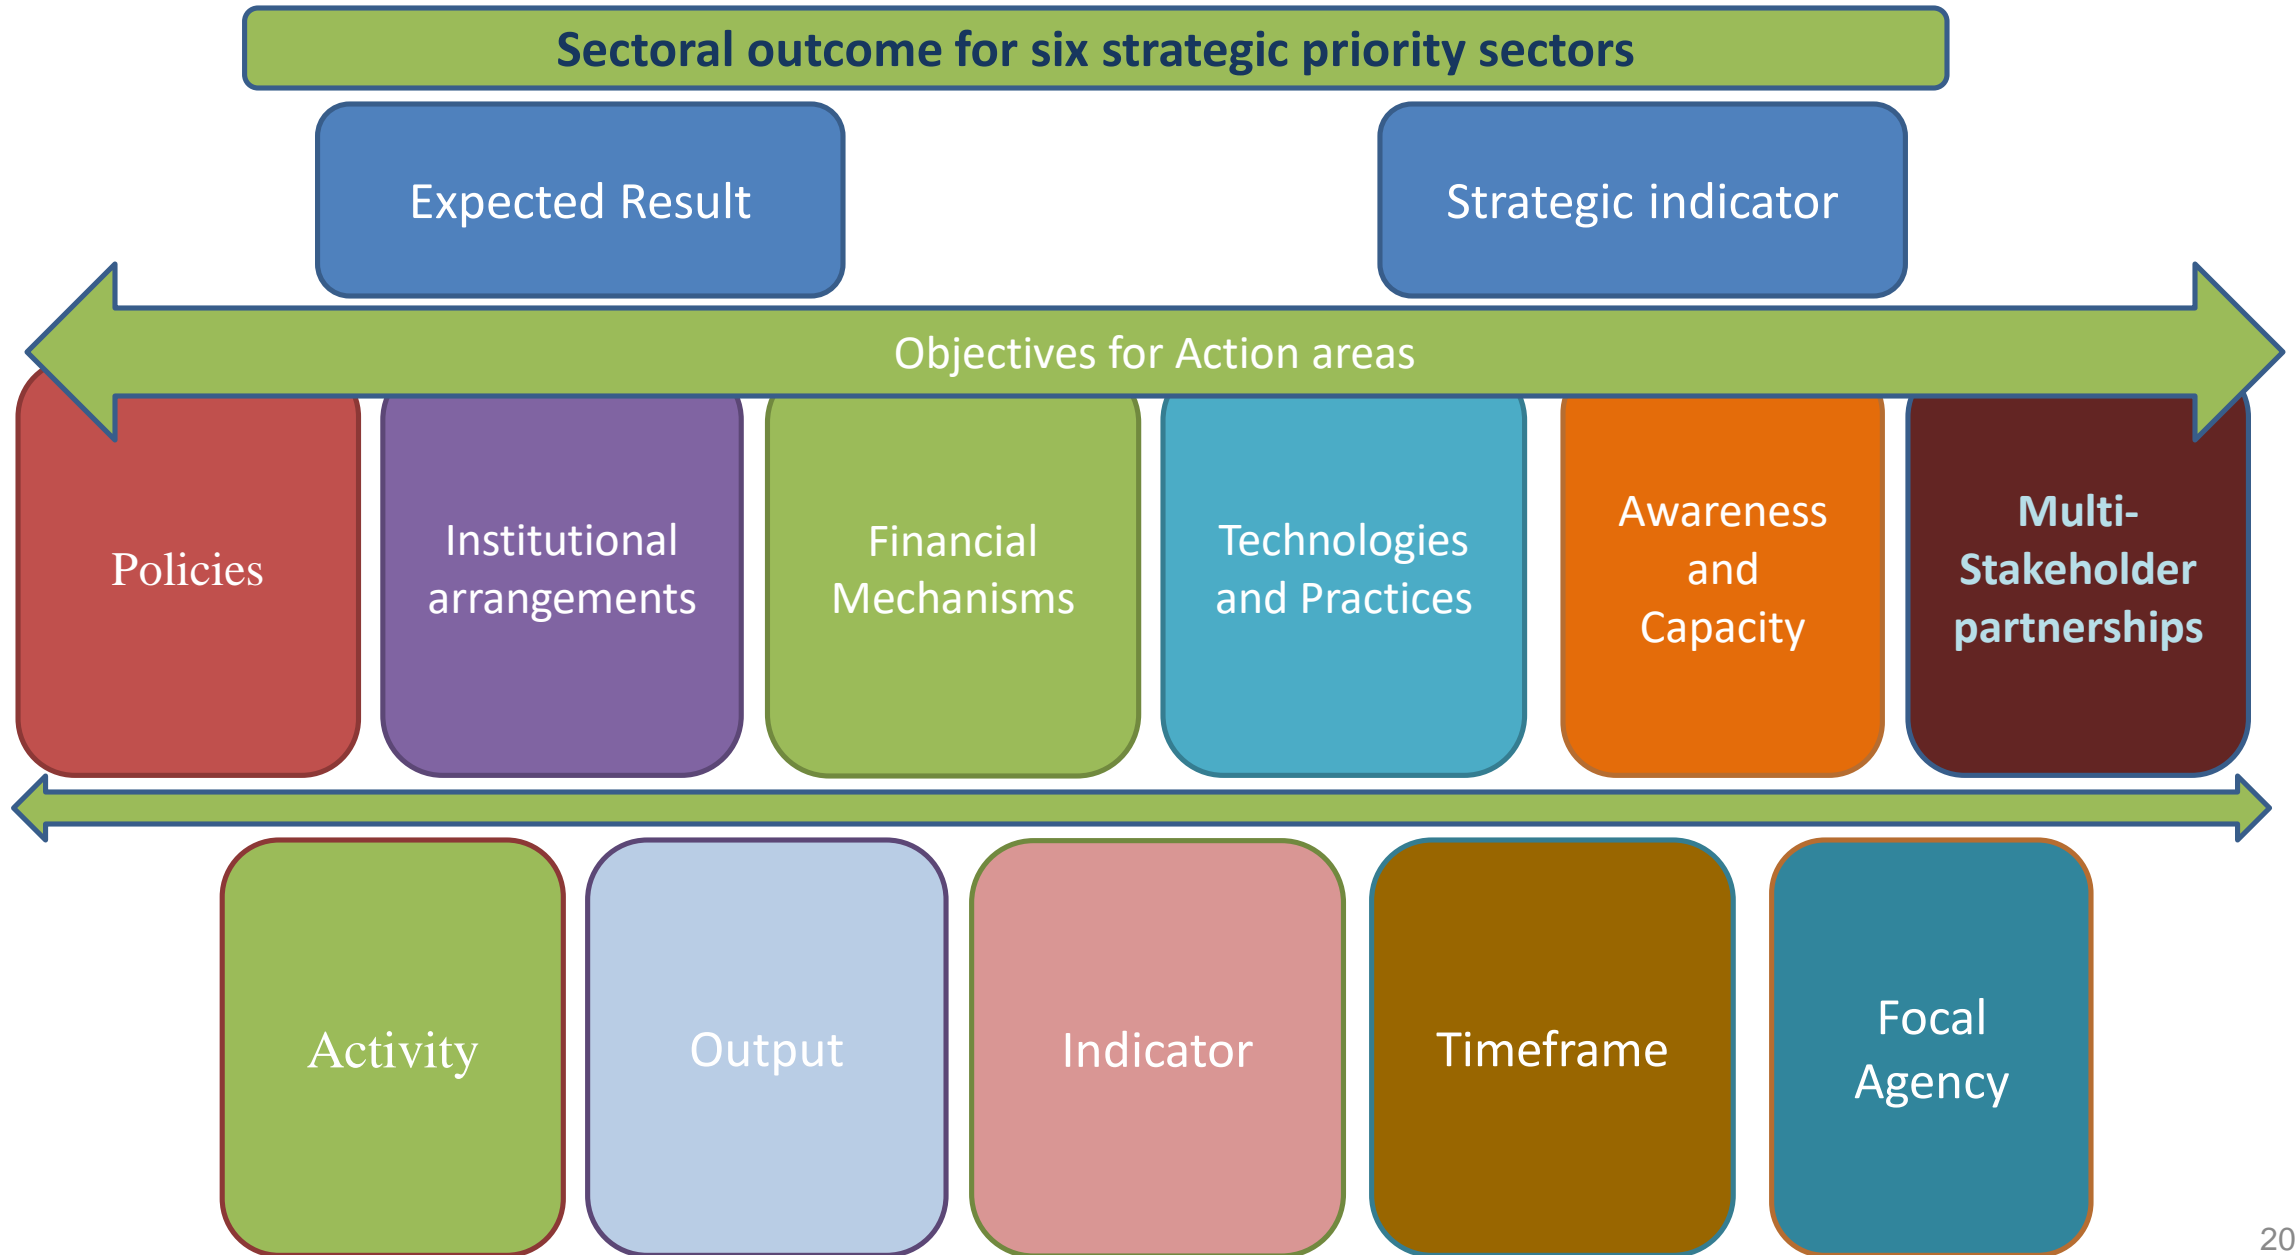 Sectoral outcome for six strategic priority sectors
Expected Result
Strategic indicator
Objectives for Action areas
Policies
Institutional
arrangements
Financial
Mechanisms
Technologies
and Practices
Awareness
and
Capacity
Multi-
Stakeholder
partnerships
Activity
Output
Indicator
Timeframe
Focal
Agency
20